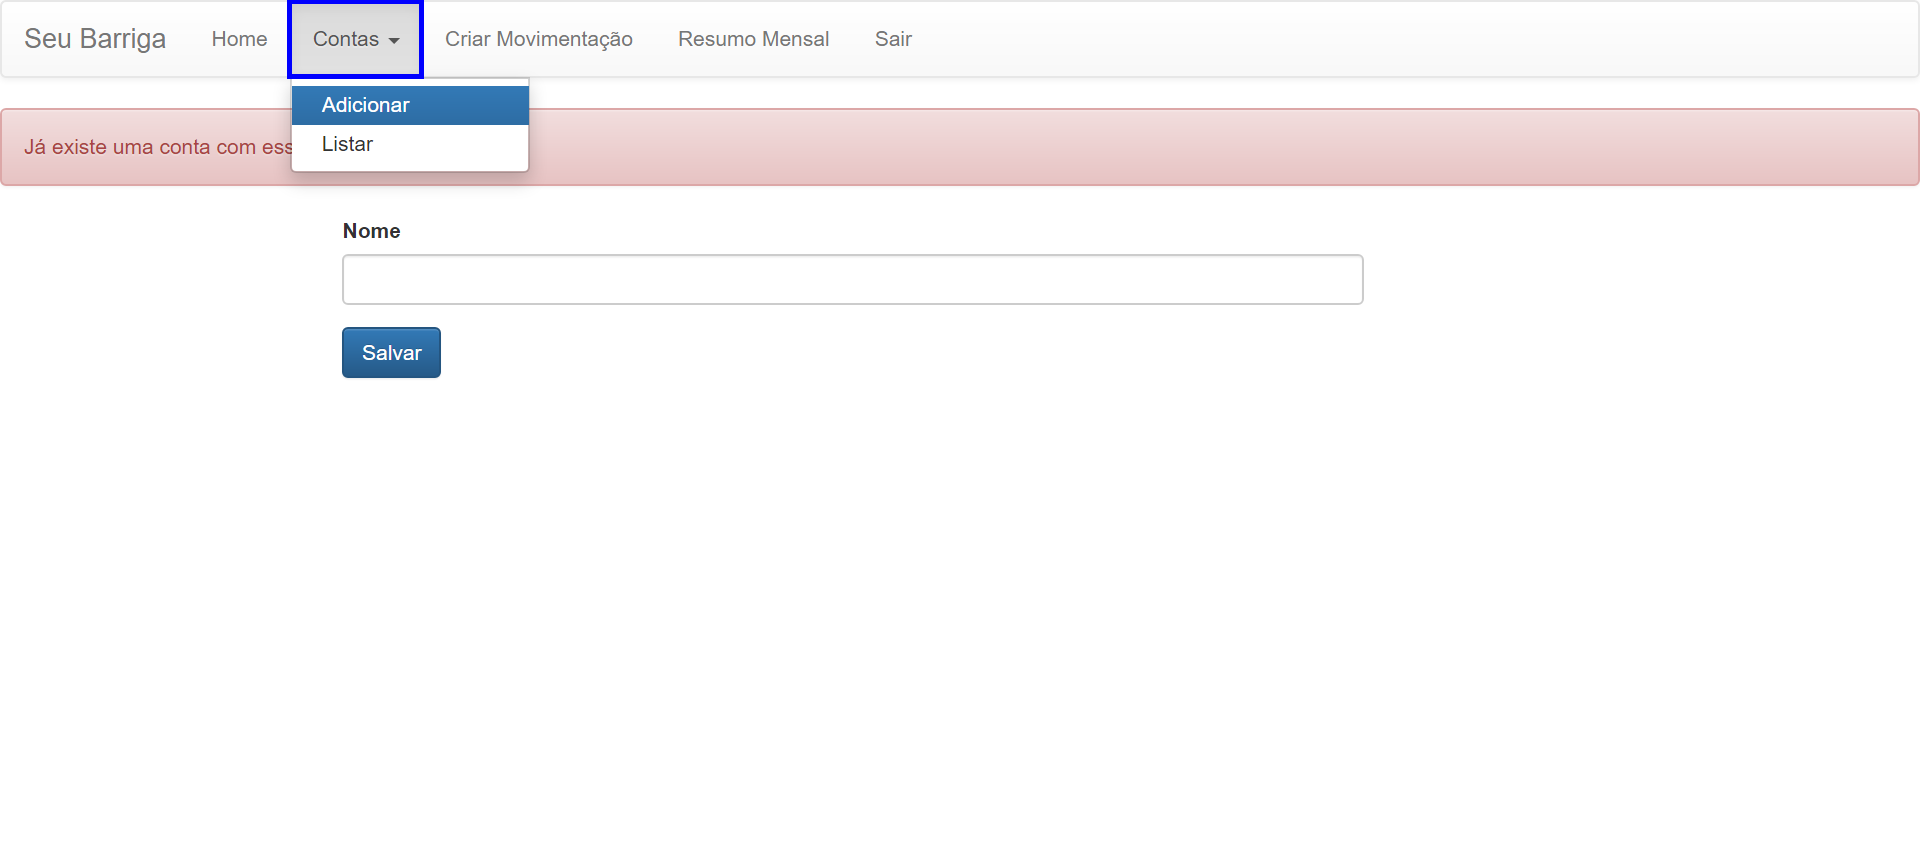 Seu Barriga Home Contas Criar Movimentação Resumo Mensal Sair
Adicionar
Listar
Já existe uma conta com ess
Nome
Salvar